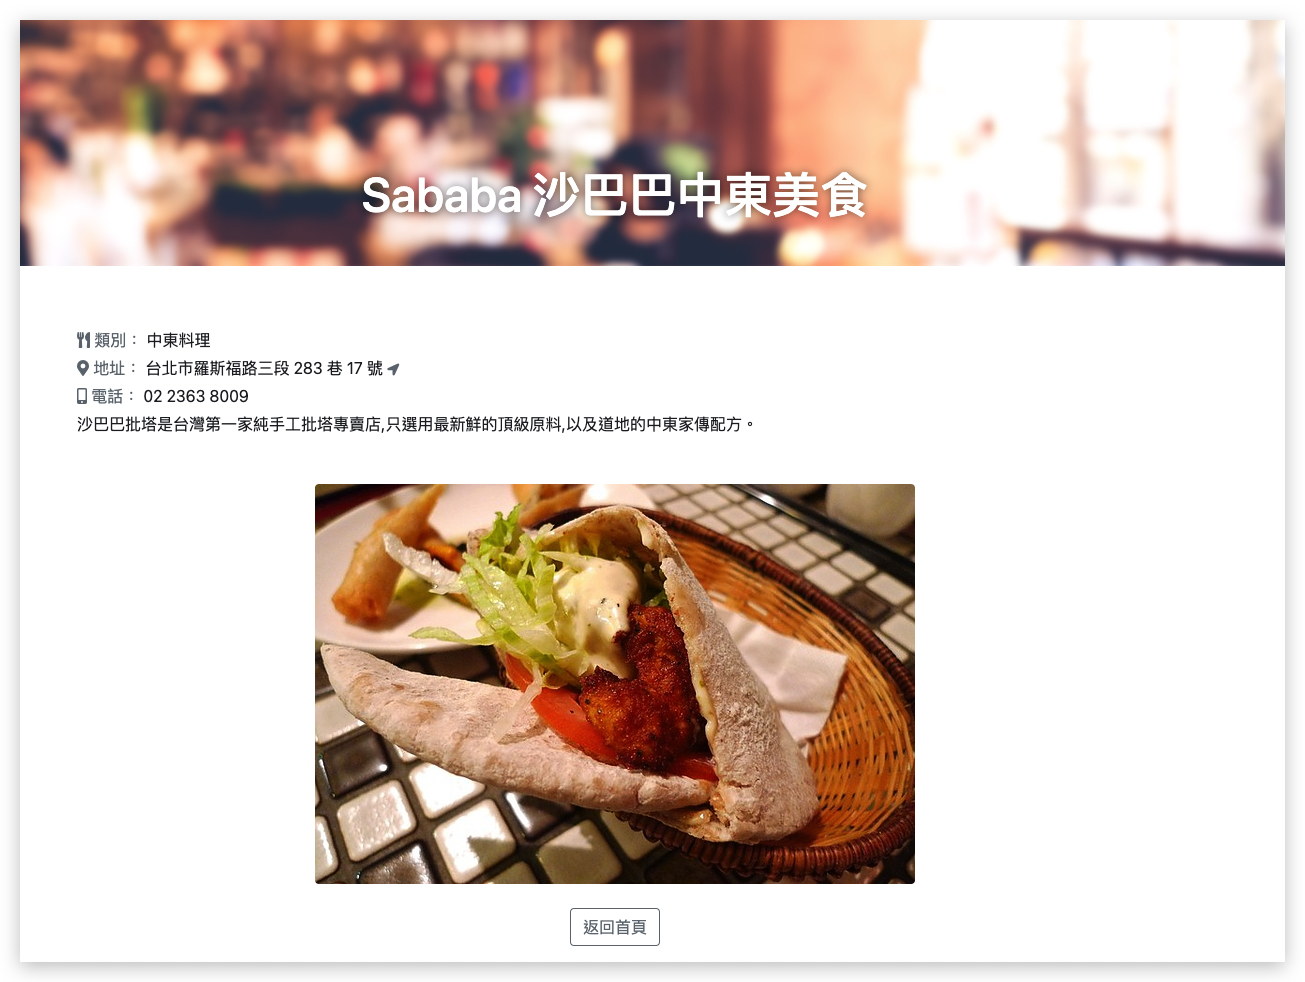 Sababa 沙巴巴中東美食
類別： 中東料理
地址： 台北市羅斯福路三段 283 巷 17 號
電話： 02 2363 8009
沙巴巴批塔是台灣第一家純手工批塔專賣店,只選用最新鮮的頂級原料,以及道地的中東家傳配方。
返回首頁